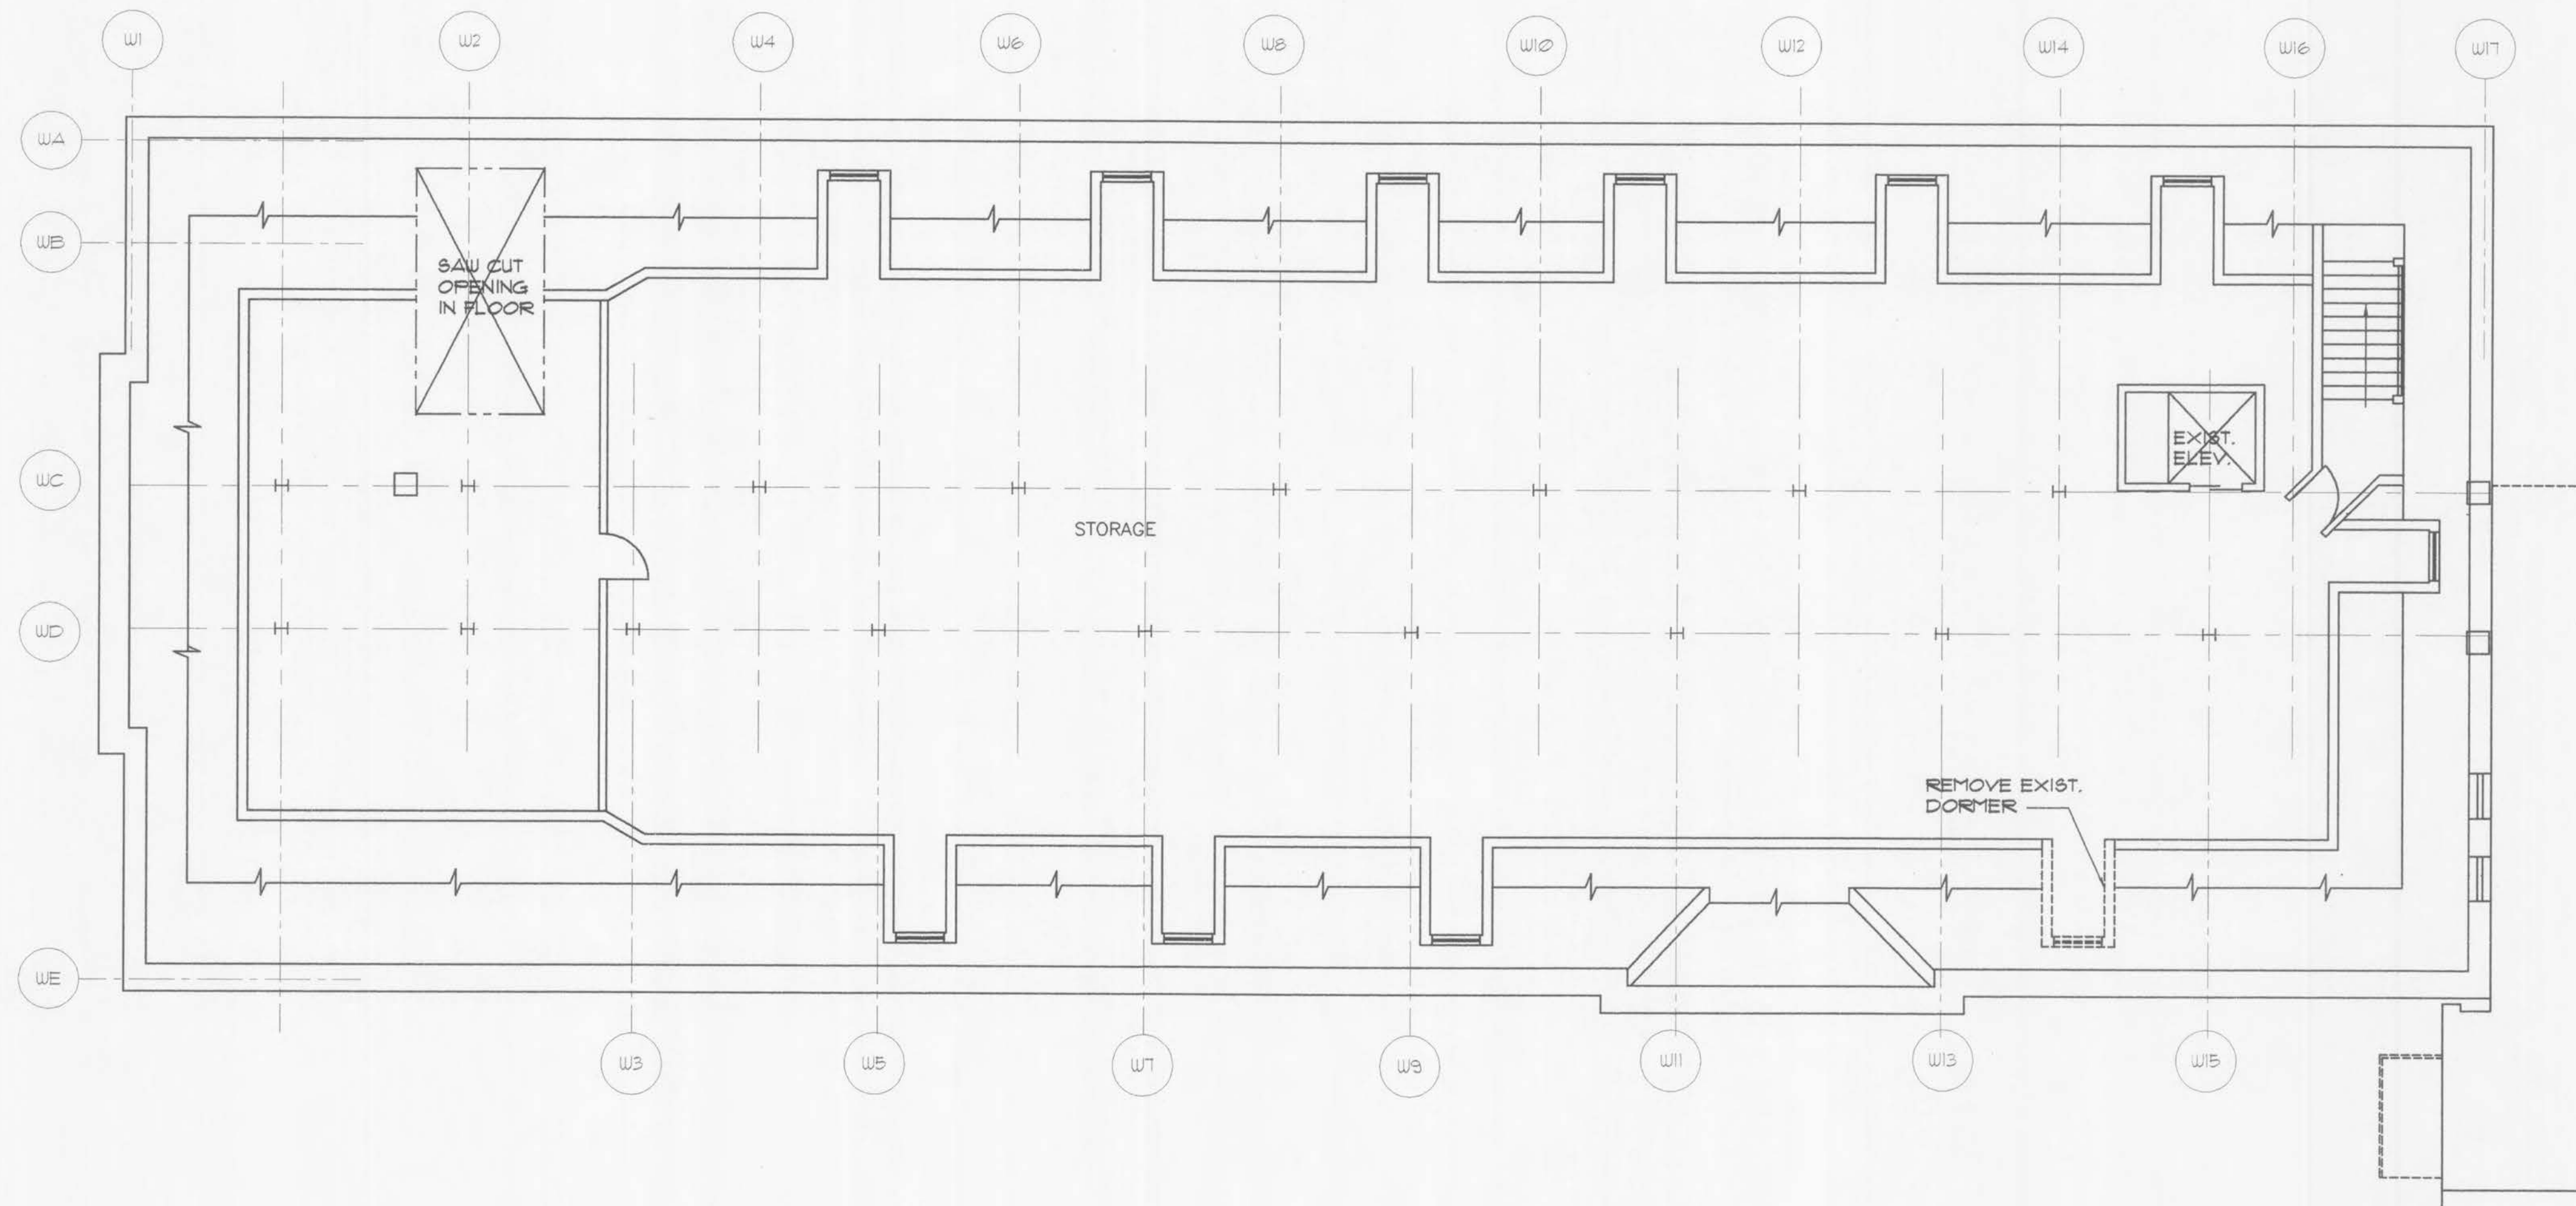 W1
W2
W4
W6
W8
W10
W12
W14
W16
W17
WA
WB
SAW CUT
OPENING
IN FLOOR
EXIST.
ELEV.
WC
STORAGE
WD
REMOVE EXIST.
DORMER
WE
W3
W5
W7
W9
W11
W13
W15